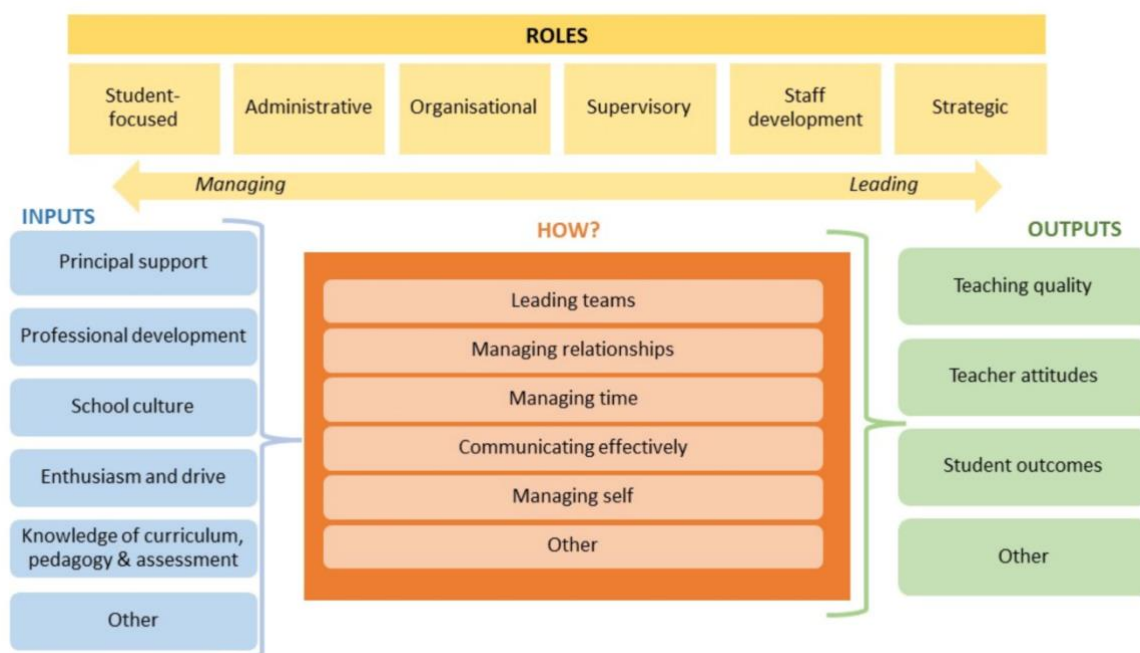 ROLES
Student-
focused
Administrative
Organisational
Supervisory
Staff
development
Strategic
Managing
Leading
INPUTS
Principal support
Professional development
School culture
Enthusiasm and drive
Knowledge of curriculum,
pedagogy & assessment
Other
HOW?
Leading teams
Managing relationships
Managing time
Communicating effectively
Managing self
Other
OUTPUTS
Teaching quality
Teacher attitudes
Student outcomes
Other